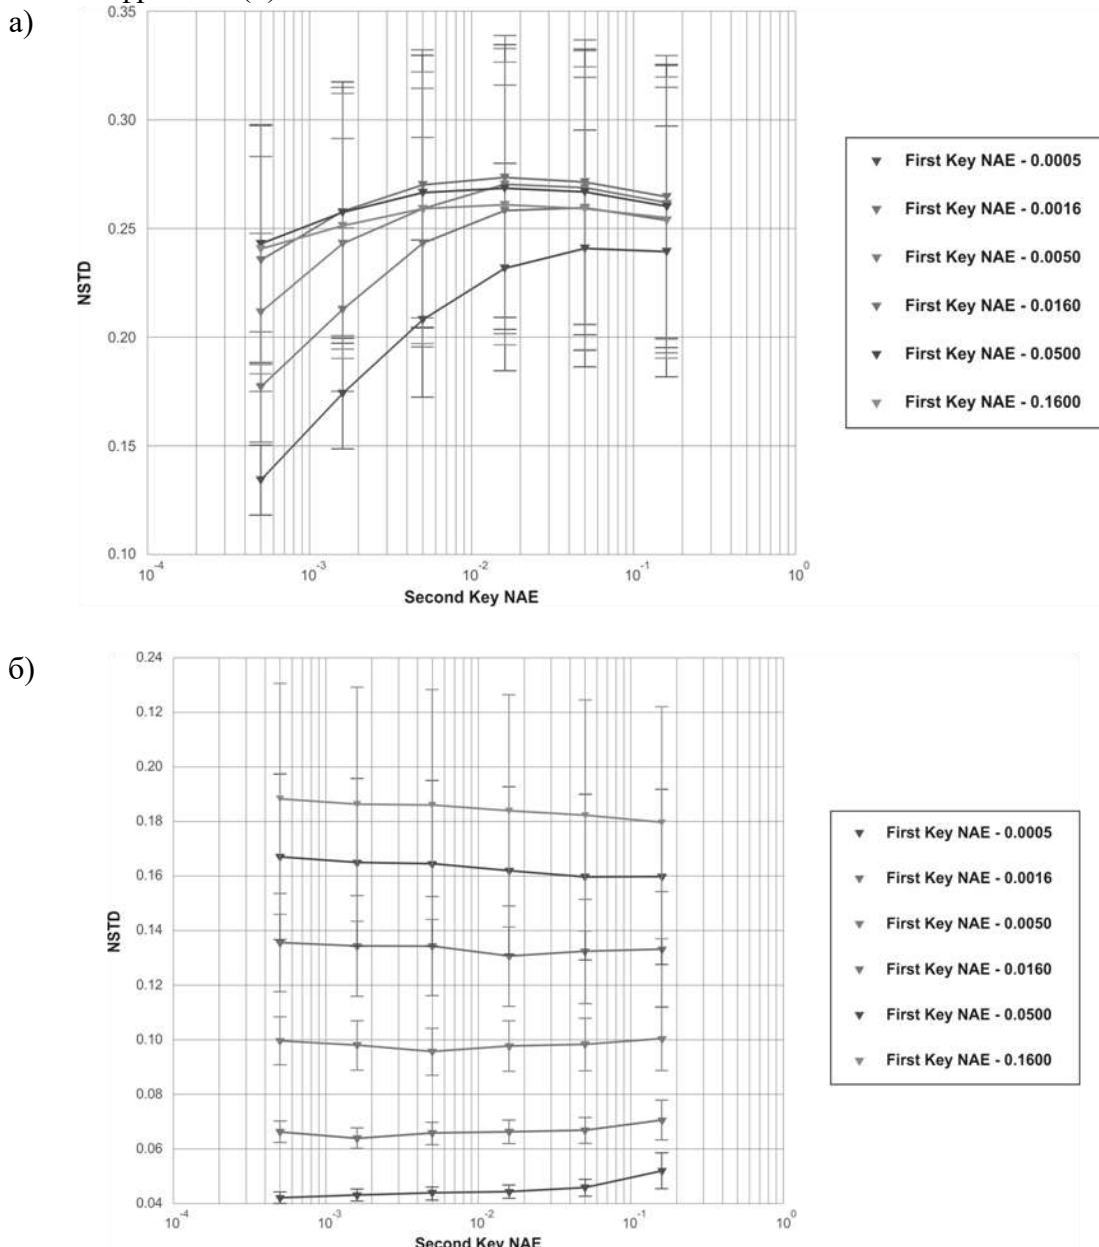 а)
0.35
0.30
0.25
0.20
0.15
0.10
NSTD
10-4
10-3
10-2
10-1
100
Second Key NAE
First Key NAE - 0.0005
First Key NAE - 0.0016
First Key NAE - 0.0050
First Key NAE - 0.0160
First Key NAE - 0.0500
First Key NAE - 0.1600
б)
0.24
0.12
0.20
0.18
0.16
0.14
0.12
0.10
0.08
0.06
0.04
NSTD
10-4
10-3
10-2
10-1
100
Second Key NAE
First Key NAE - 0.0005
First Key NAE - 0.0016
First Key NAE - 0.0050
First Key NAE - 0.0160
First Key NAE - 0.0500
First Key NAE - 0.1600